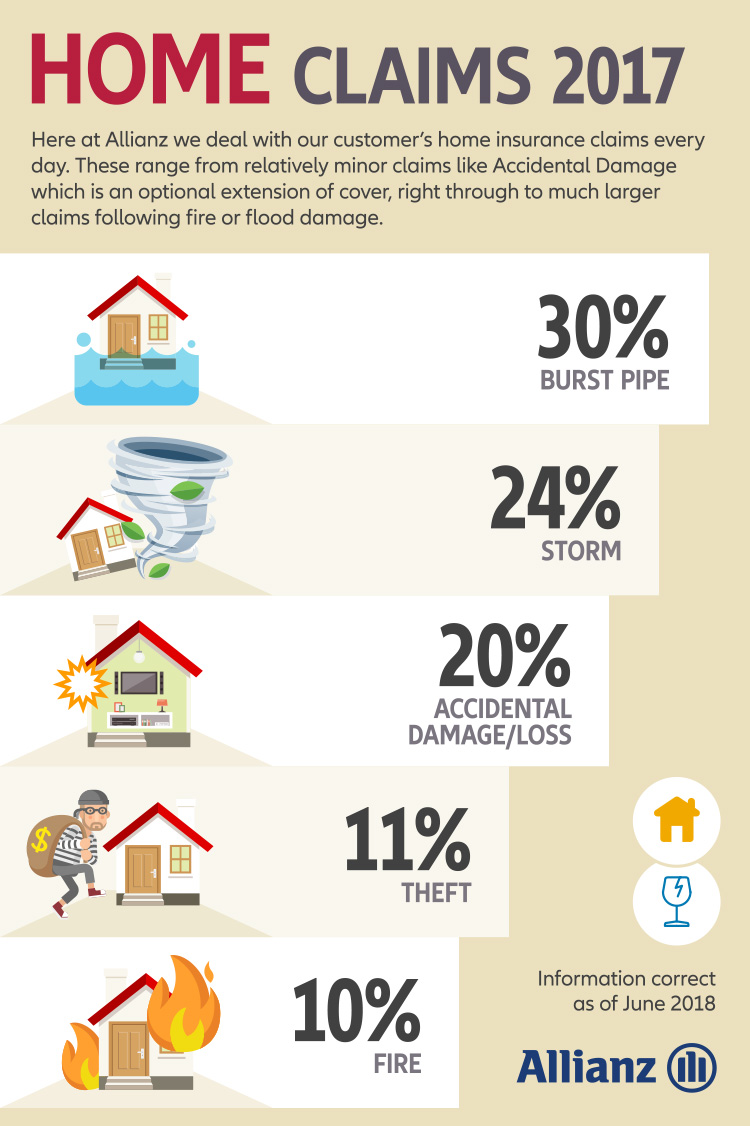 HOME CLAIMS 2017
Here at Allianz we deal with our customer's home insurance claims every
day. These range from relatively minor claims like Accidental Damage
which is an optional extension of cover, right through to much larger
claims following fire or flood damage.
30%
BURST PIPE
24%
STORM
20%
ACCIDENTAL
DAMAGE/LOSS
$
11%
THEFT
10%
FIRE
Information correct
as of June 2018
Allianz